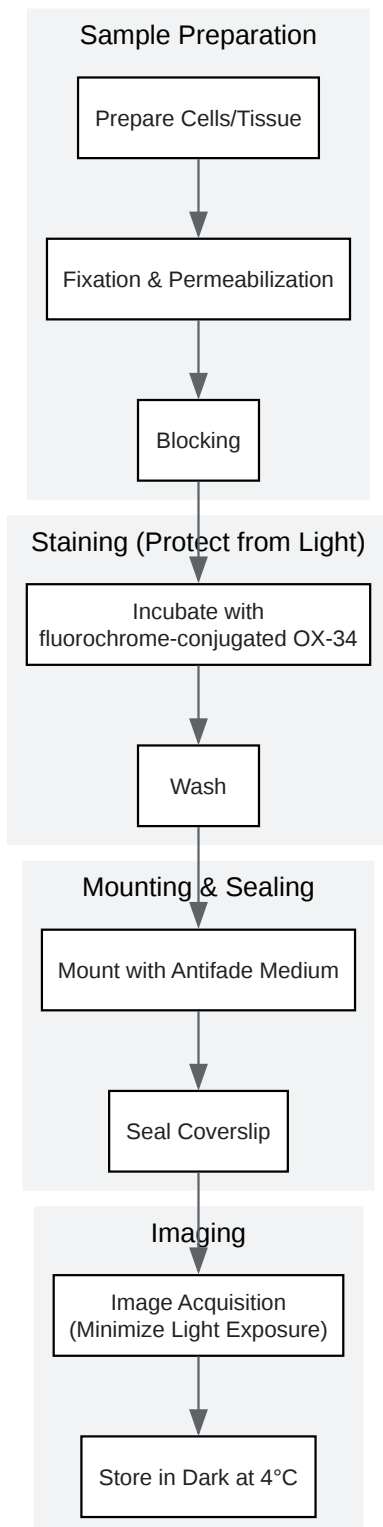 Sample Preparation
Prepare Cells/Tissue
Fixation & Permeabilization
Blocking
Staining (Protect from Light)
Incubate with
fluorochrome-conjugated OX-34
Wash
Mounting & Sealing
Mount with Antifade Medium
Seal Coverslip
Imaging
Image Acquisition
(Minimize Light Exposure)
Store in Dark at 4°C